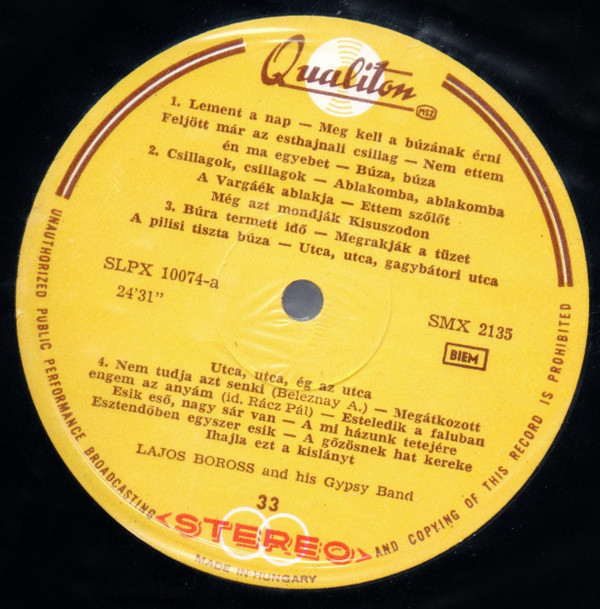 Qualiton
MSZ
1. Lement a nap — Meg kell a búzának érni
Feljött már az esthajnali csillag — Nem ettem
én ma egyebet — Búza, búza
2. Csillagok, csillagok — Ablakomba, ablakomba
A Vargáék ablakja — Ettem szőlőt
Még azt mondják Kisuszodon
3. Búra termett idő — Megrakják a tüzet
A pilisi tiszta búza — Utca, utca, gagybátori utca
SLPX 10074-a
24'31"
SMX 2135
BIEM
Utca, utca, ég az utca
4. Nem tudja azt senki (Beleznay A.) — Megátkozott
engem az anyám (id. Rácz Pál) — Esteledik a faluban
Esik eső, nagy sár van — A mi házunk tetejére
Esztendőben egyszer esik — A gőzösnek hat kereke
Ihajla ezt a kislányt
LAJOS BOROSS and his Gypsy Band
33
STEREO
MADE IN HUNGARY
UNAUTHORIZED PUBLIC PERFORMANCE BROADCASTING AND COPYING OF THIS RECORD IS PROHIBITED